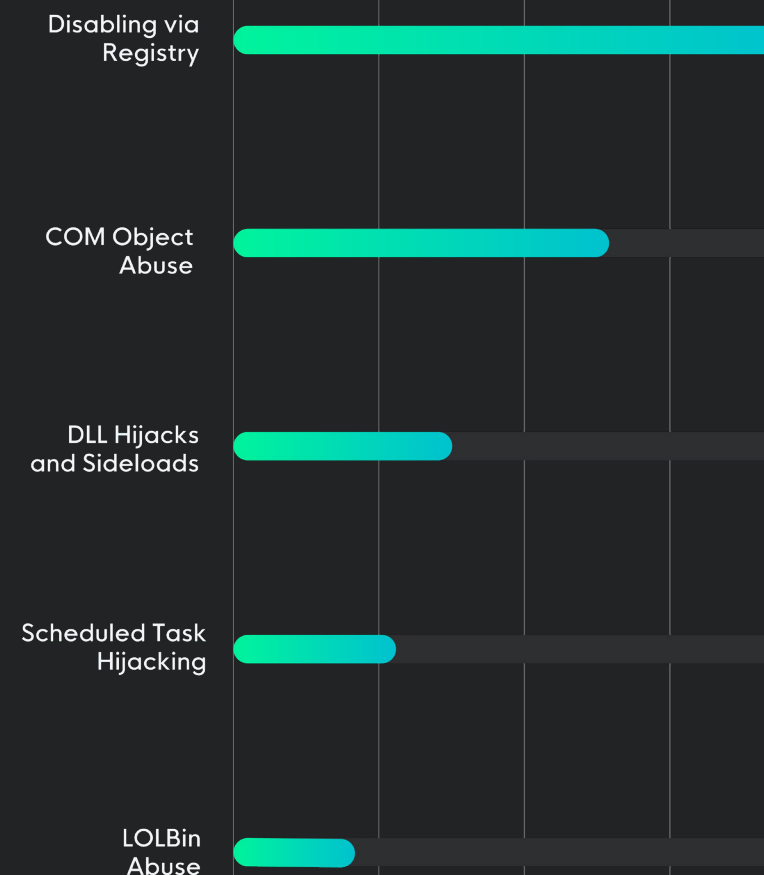 Disabling via
Registry
COM Object
Abuse
DLL Hijacks
and Sideloads
Scheduled Task
Hijacking
LOLBin
Abuse